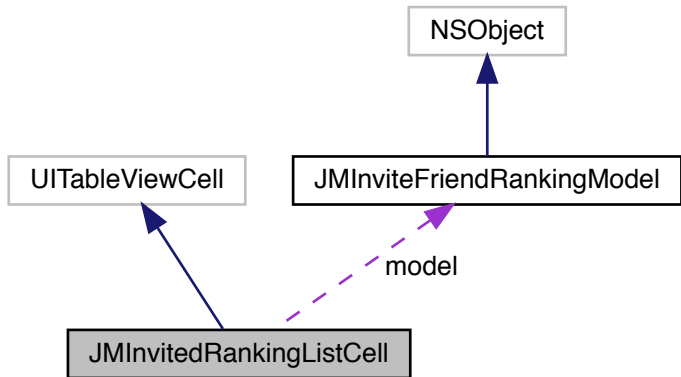 NSObject
UITableViewCell
JMInviteFriendRankingModel
model
JMInvitedRankingListCell